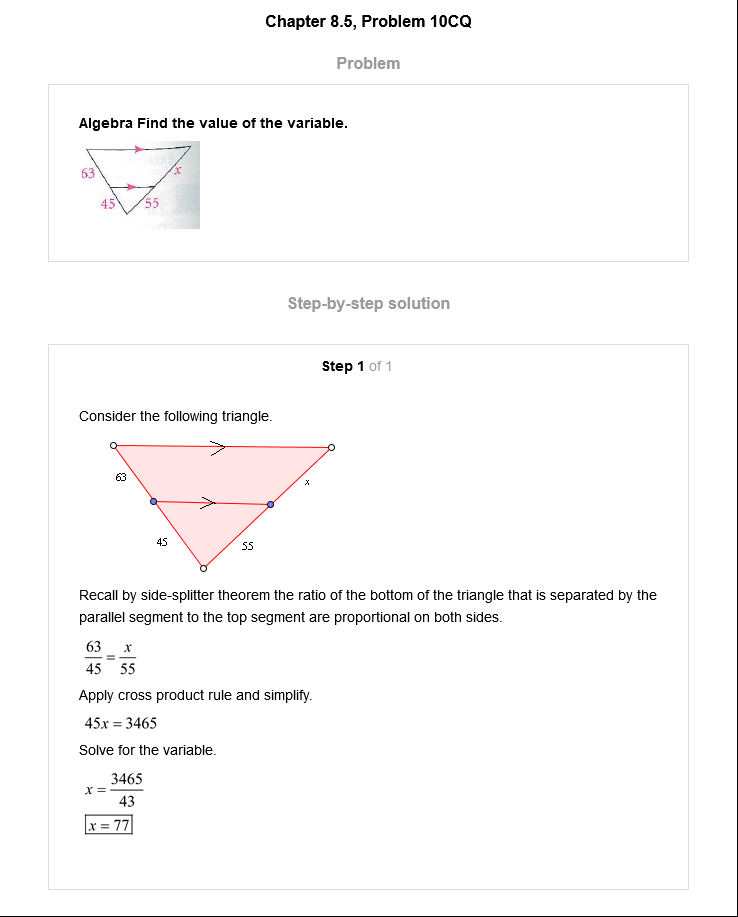 Chapter 8.5, Problem 10CQ
Problem
Algebra Find the value of the variable.
63
x
45
55
Step-by-step solution
Step 1 of 1
Consider the following triangle.
63
x
45
55
Recall by side-splitter theorem the ratio of the bottom of the triangle that is separated by the
parallel segment to the top segment are proportional on both sides.
63/45 = x/55
Apply cross product rule and simplify.
45x = 3465
Solve for the variable.
x = 3465/43
x = 77